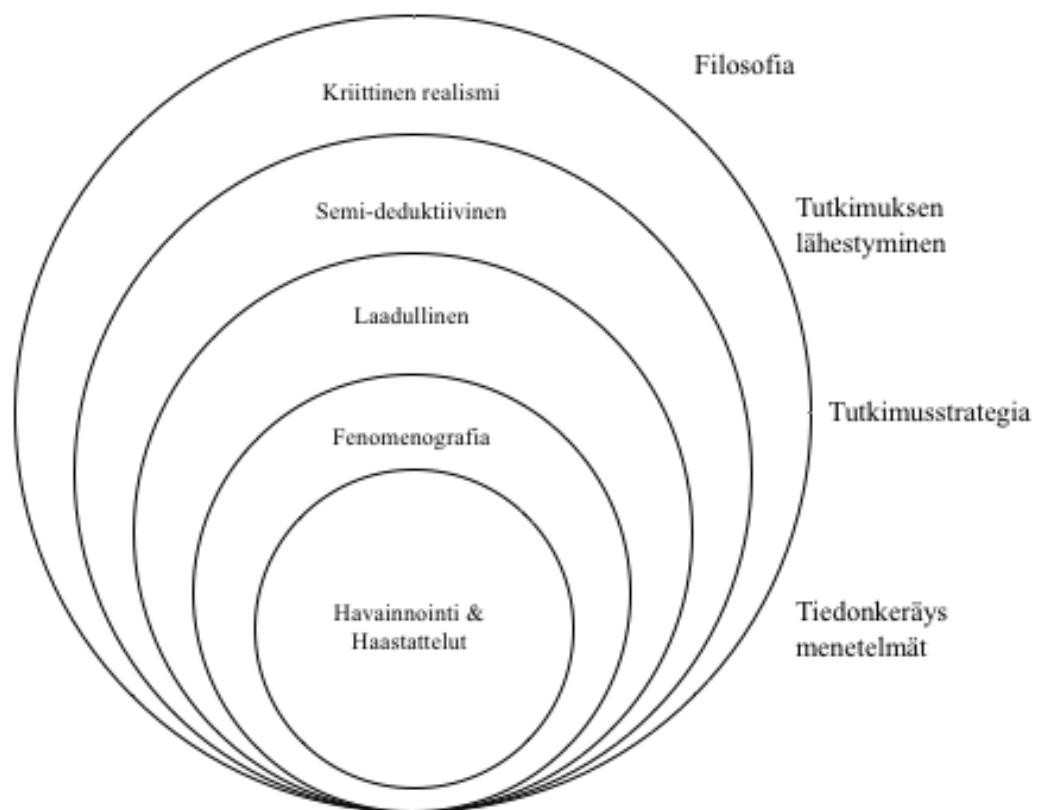 Filosofia
Kriittinen realismi
Tutkimuksen
lähestyminen
Semi-deduktiivinen
Laadullinen
Tutkimusstrategia
Fenomenografia
Havainnointi &
Haastattelut
Tiedonkeräys
menetelmät